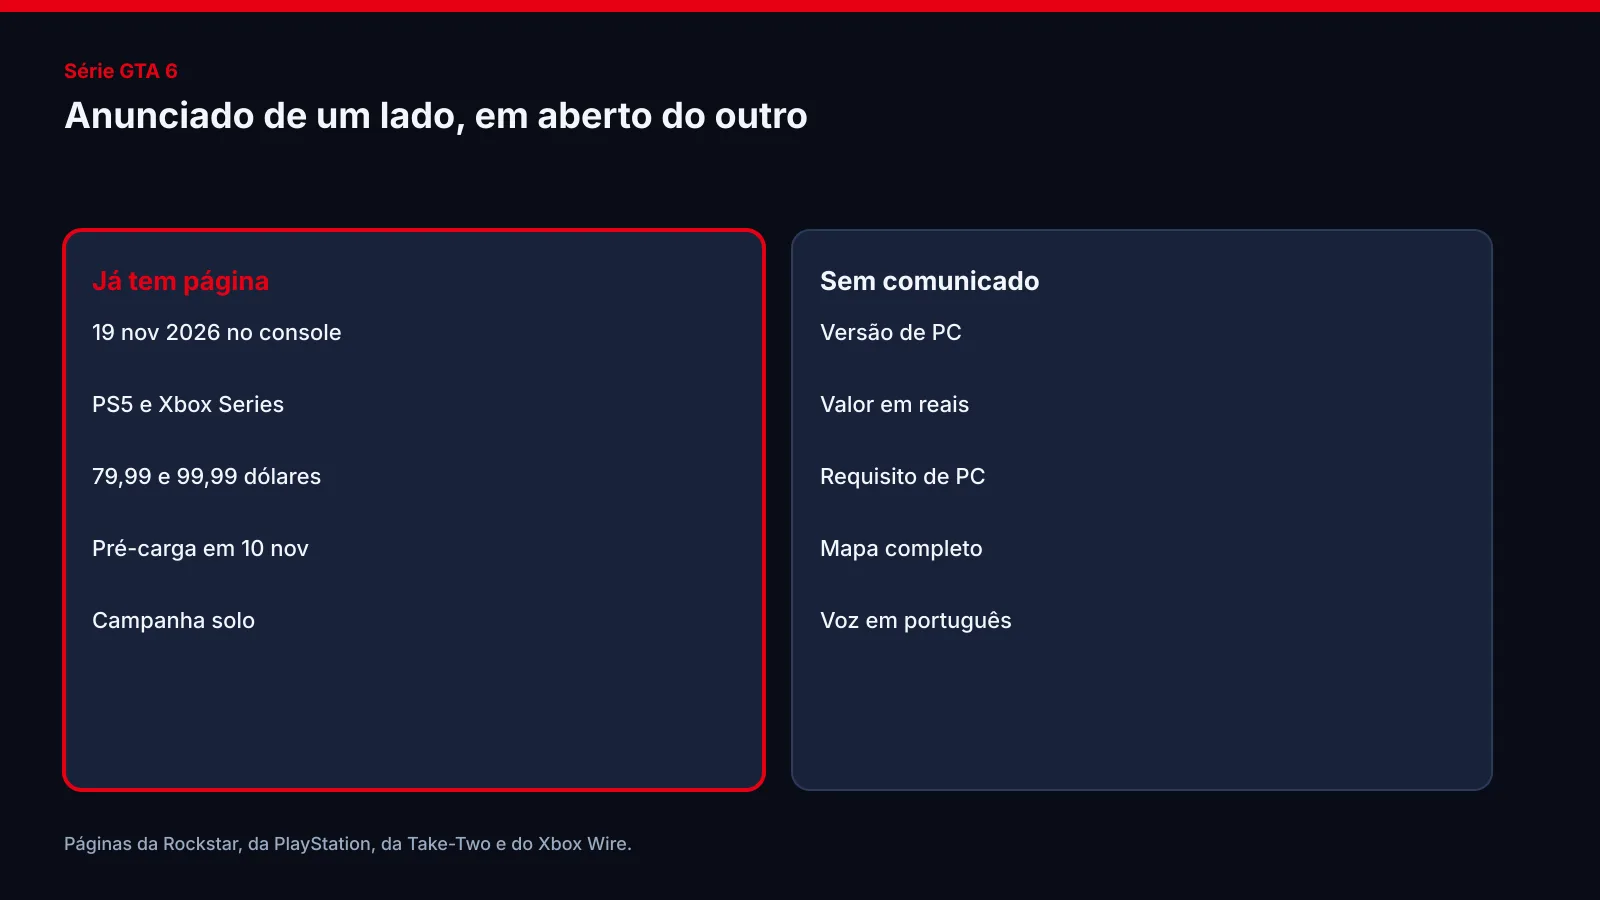 Série GTA 6
Anunciado de um lado, em aberto do outro
Já tem página
19 nov 2026 no console
PS5 e Xbox Series
79,99 e 99,99 dólares
Pré-carga em 10 nov
Campanha solo
Sem comunicado
Versão de PC
Valor em reais
Requisito de PC
Mapa completo
Voz em português
Páginas da Rockstar, da PlayStation, da Take-Two e do Xbox Wire.